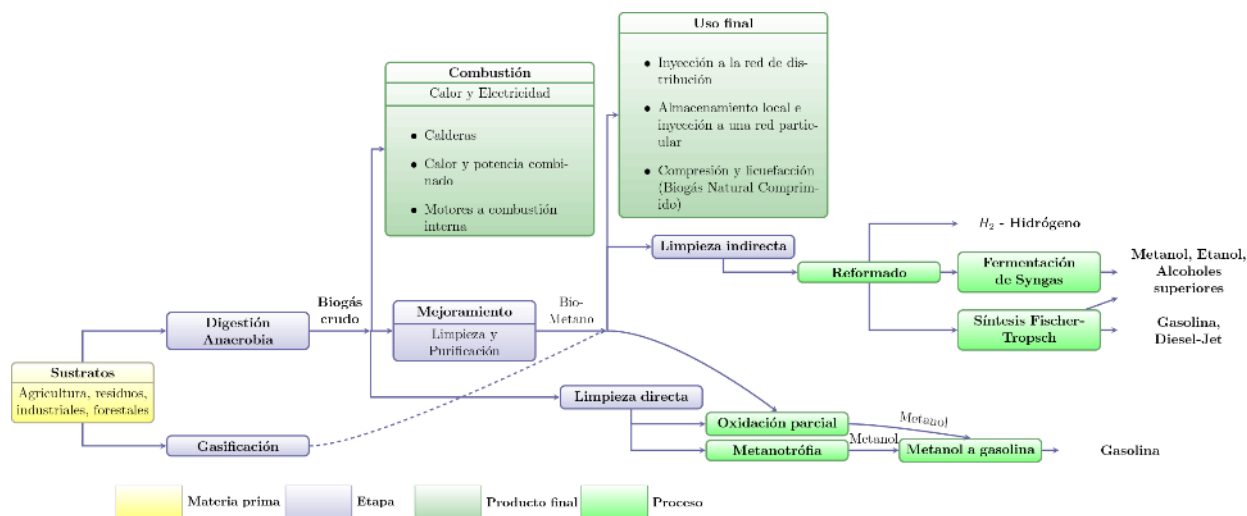 Uso final
• Inyección a la red de dis-
tribución
• Almacenamiento local e
inyección a una red partic-
ular
• Compresión y licuefacción
(Biogás Natural Comprim-
ido)
Combustión
Calor y Electricidad
• Calderas
• Calor y potencia combi-
nado
• Motores a combustión
interna
H2 - Hidrógeno
Limpieza indirecta
Reformado
Fermentación
de Syngas
Metanol, Etanol,
Alcoholes
superiores
Biogás
crudo
Digestión
Anaerobia
Mejoramiento
Limpieza y
Purificación
Bio-
Metano
Síntesis Fischer-
Tropsch
Gasolina,
Diesel-Jet
Sustratos
Agricultura, residuos,
industriales, forestales
Limpieza directa
Oxidación parcial
Metanol
Gasificación
Metanotrófia
Metanol
Metanol a gasolina
Gasolina
Materia prima
Etapa
Producto final
Proceso